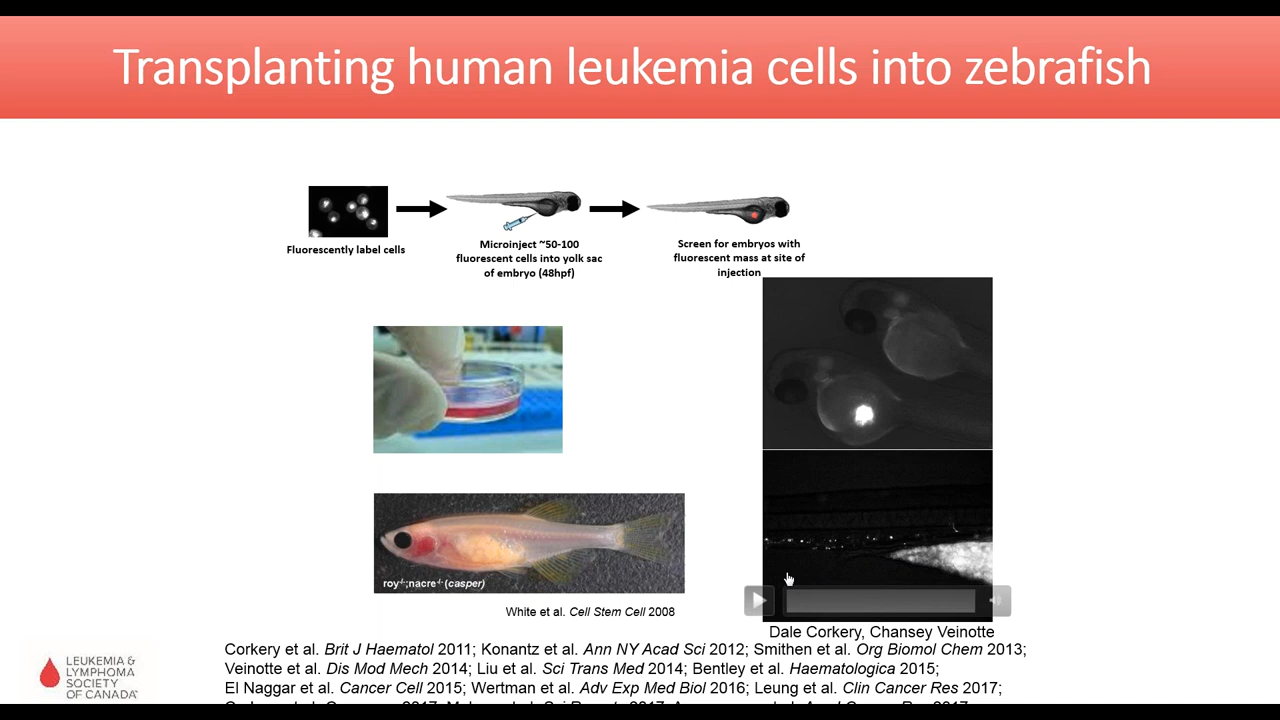 Transplanting human leukemia cells into zebrafish
Fluorescently label cells
Microinject ~50-100
fluorescent cells into yolk sac
of embryo (48hpf)
Screen for embryos with
fluorescent mass at site of
injection
roy-/-;nacre-/-(casper)
White et al. Cell Stem Cell 2008
Dale Corkery, Chansey Veinotte
Corkery et al. Brit J Haematol 2011; Konantz et al. Ann NY Acad Sci 2012; Smithen et al. Org Biomol Chem 2013;
Veinotte et al. Dis Mod Mech 2014; Liu et al. Sci Trans Med 2014; Bentley et al. Haematologica 2015;
El Naggar et al. Cancer Cell 2015; Wertman et al. Adv Exp Med Biol 2016; Leung et al. Clin Cancer Res 2017;
LEUKEMIA &
LYMPHOMA
SOCIETY
OF CANADA